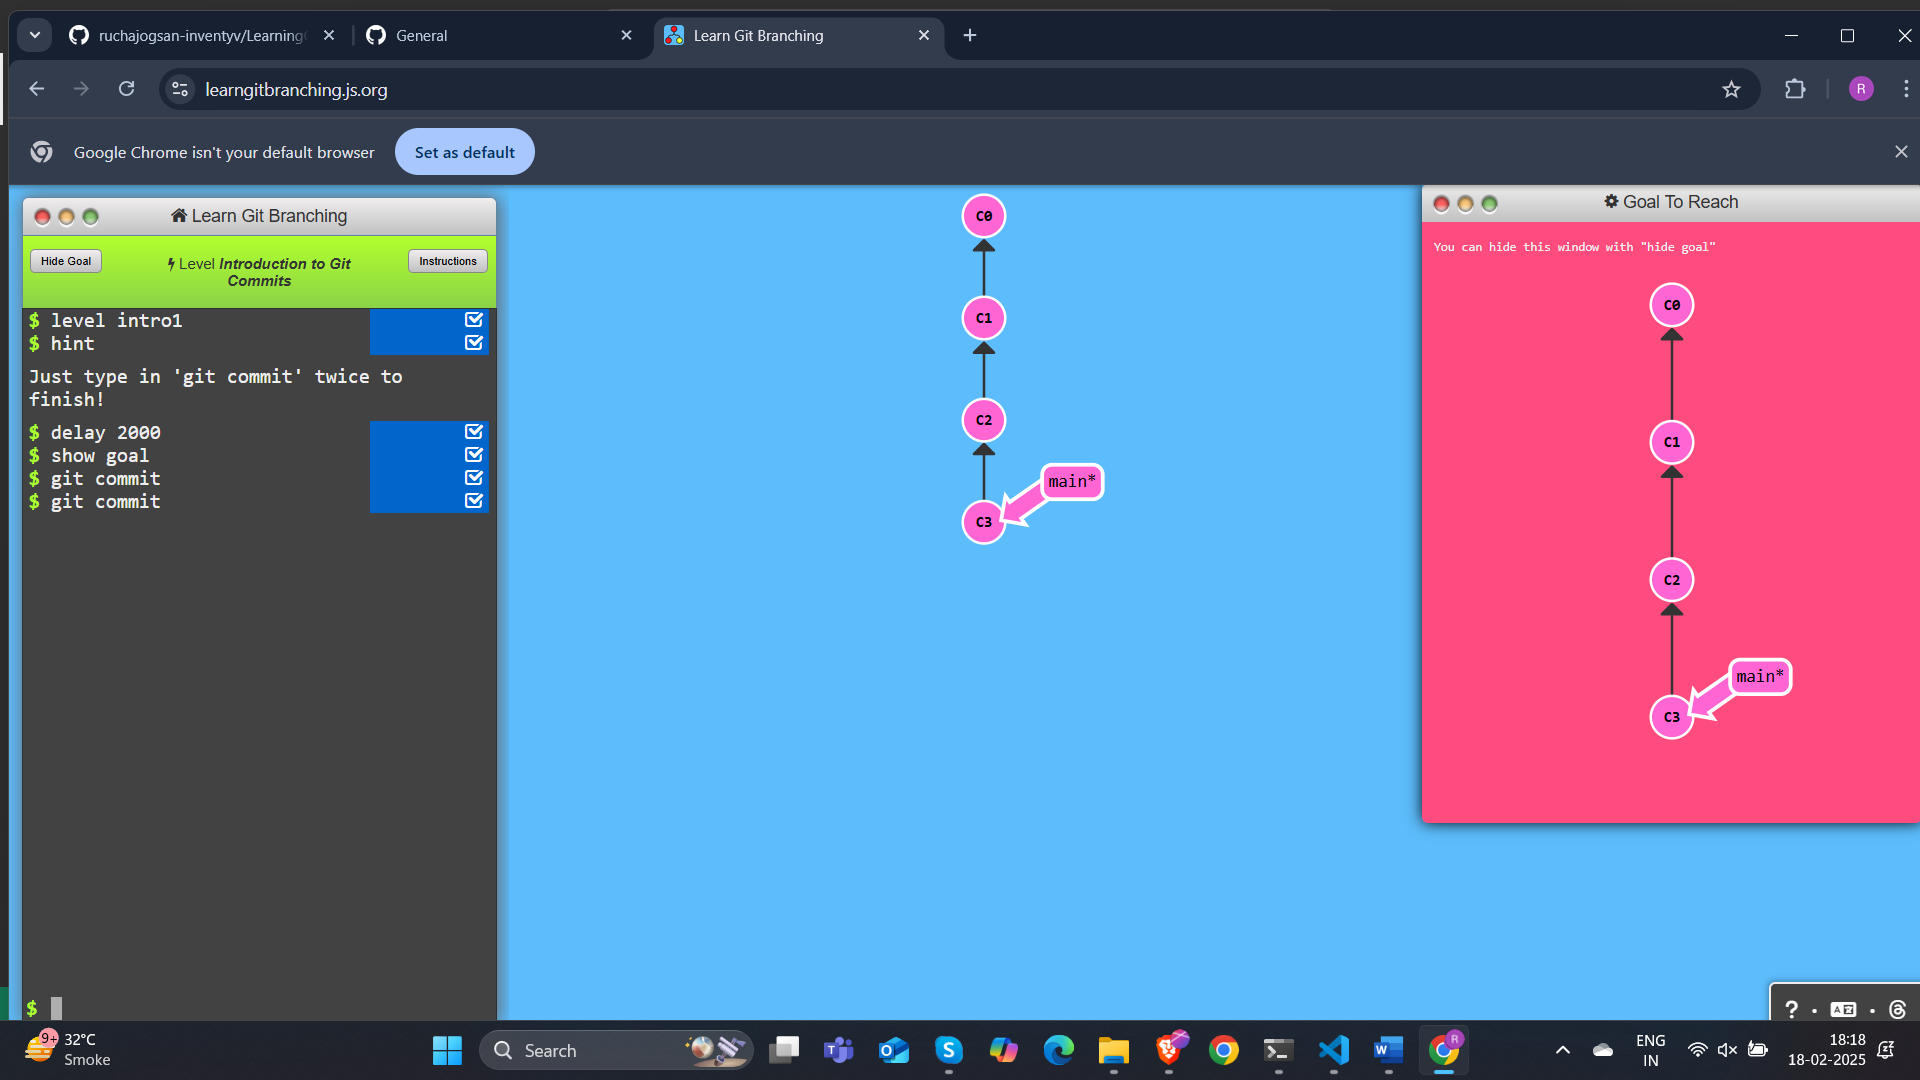 ruchajogsan-inventyv/Learning
General
Learn Git Branching
learngitbranching.js.org
R
Google Chrome isn't your default browser
Set as default
Learn Git Branching
Hide Goal
Level Introduction to Git
Commits
Instructions
$ level intro1
$ hint
Just type in 'git commit' twice to
finish!
$ delay 2000
$ show goal
$ git commit
$ git commit
$
C0
C1
C2
main*
C3
Goal To Reach
You can hide this window with "hide goal"
C0
C1
C2
main*
C3
?
9+
32°C
Smoke
Search
ENG
IN
18:18
18-02-2025